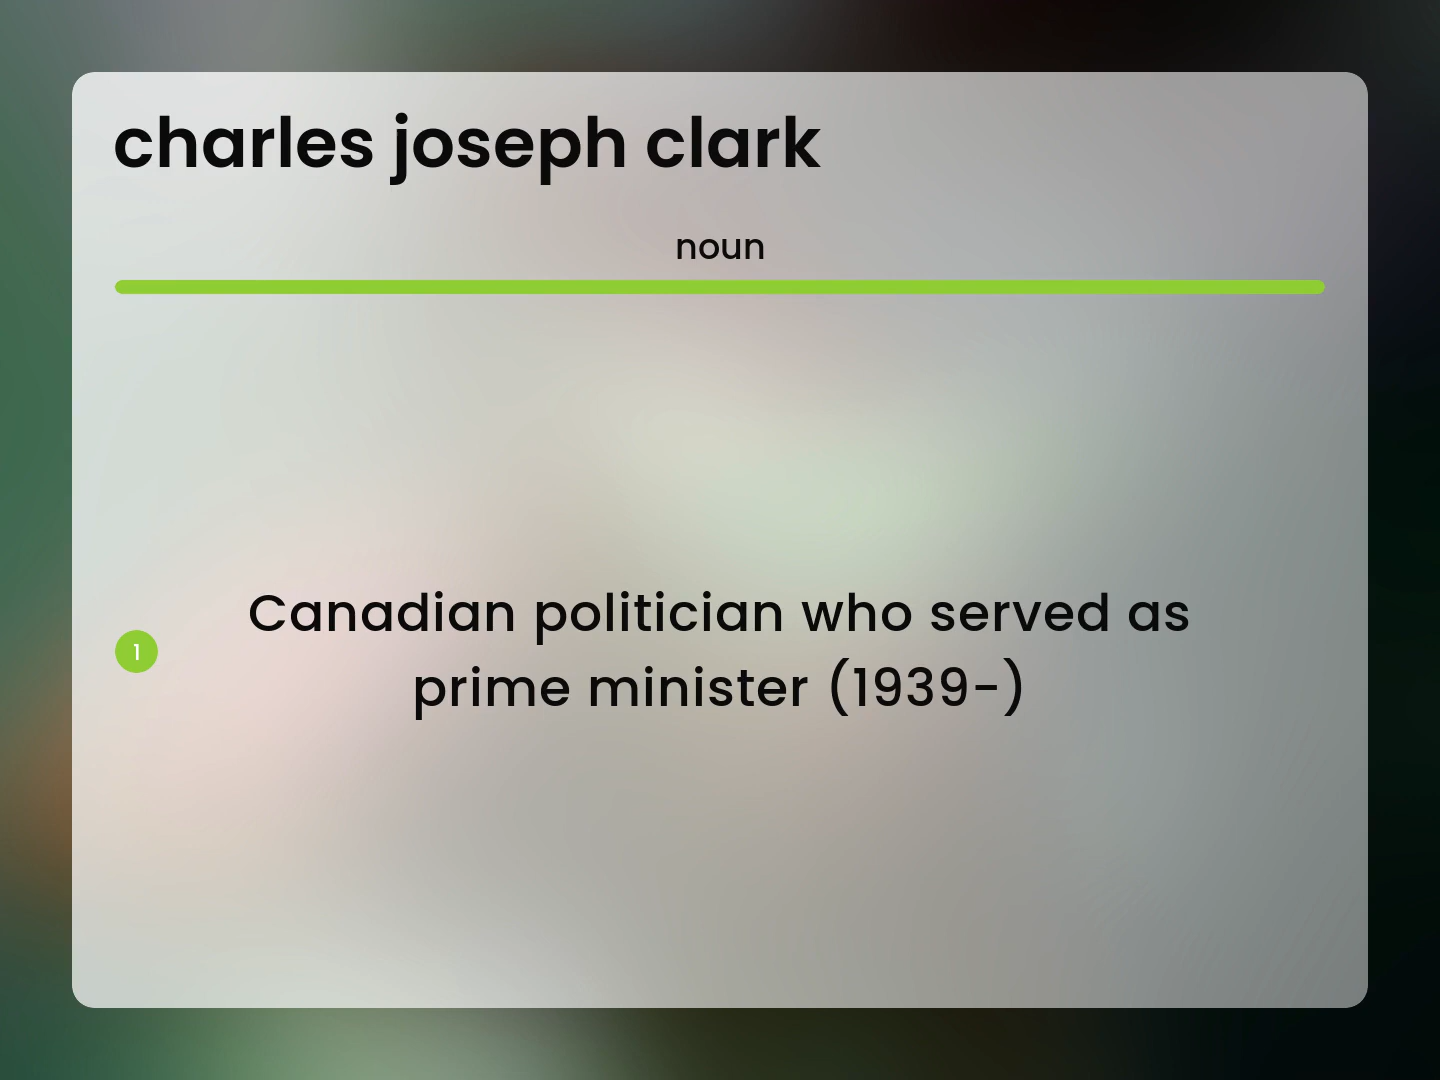 charles joseph clark
noun
1
Canadian politician who served as
prime minister (1939-)